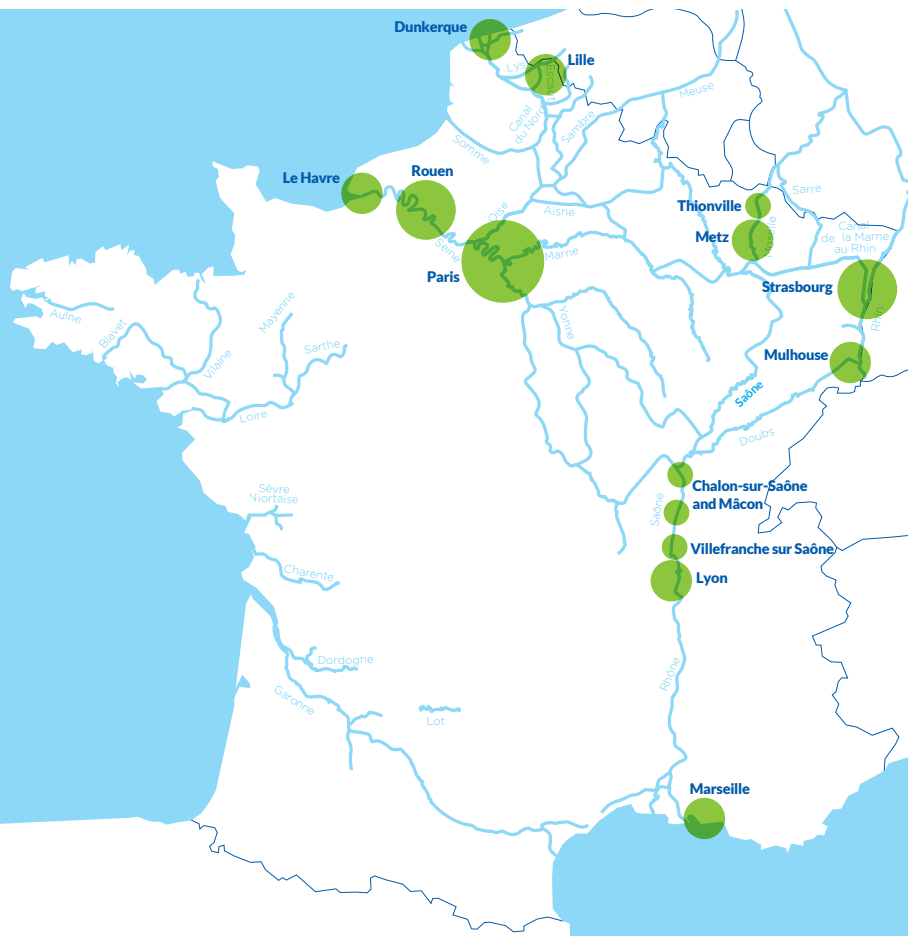 Dunkerque
Lille
Lys
Escaut
Canal
du Nord
Sambre
Meuse
Somme
Le Havre
Rouen
Oise
Aisne
Seine
Marne
Paris
Thionville
Metz
Moselle
Sarre
Canal
de la Marne
au Rhin
Strasbourg
Rhin
Mulhouse
Aulne
Blavet
Vilaine
Mayenne
Sarthe
Loire
Yonne
Saône
Doubs
Chalon-sur-Saône
and Mâcon
Saône
Villefranche sur Saône
Lyon
Sèvre
Niortaise
Charente
Dordogne
Garonne
Lot
Rhône
Marseille